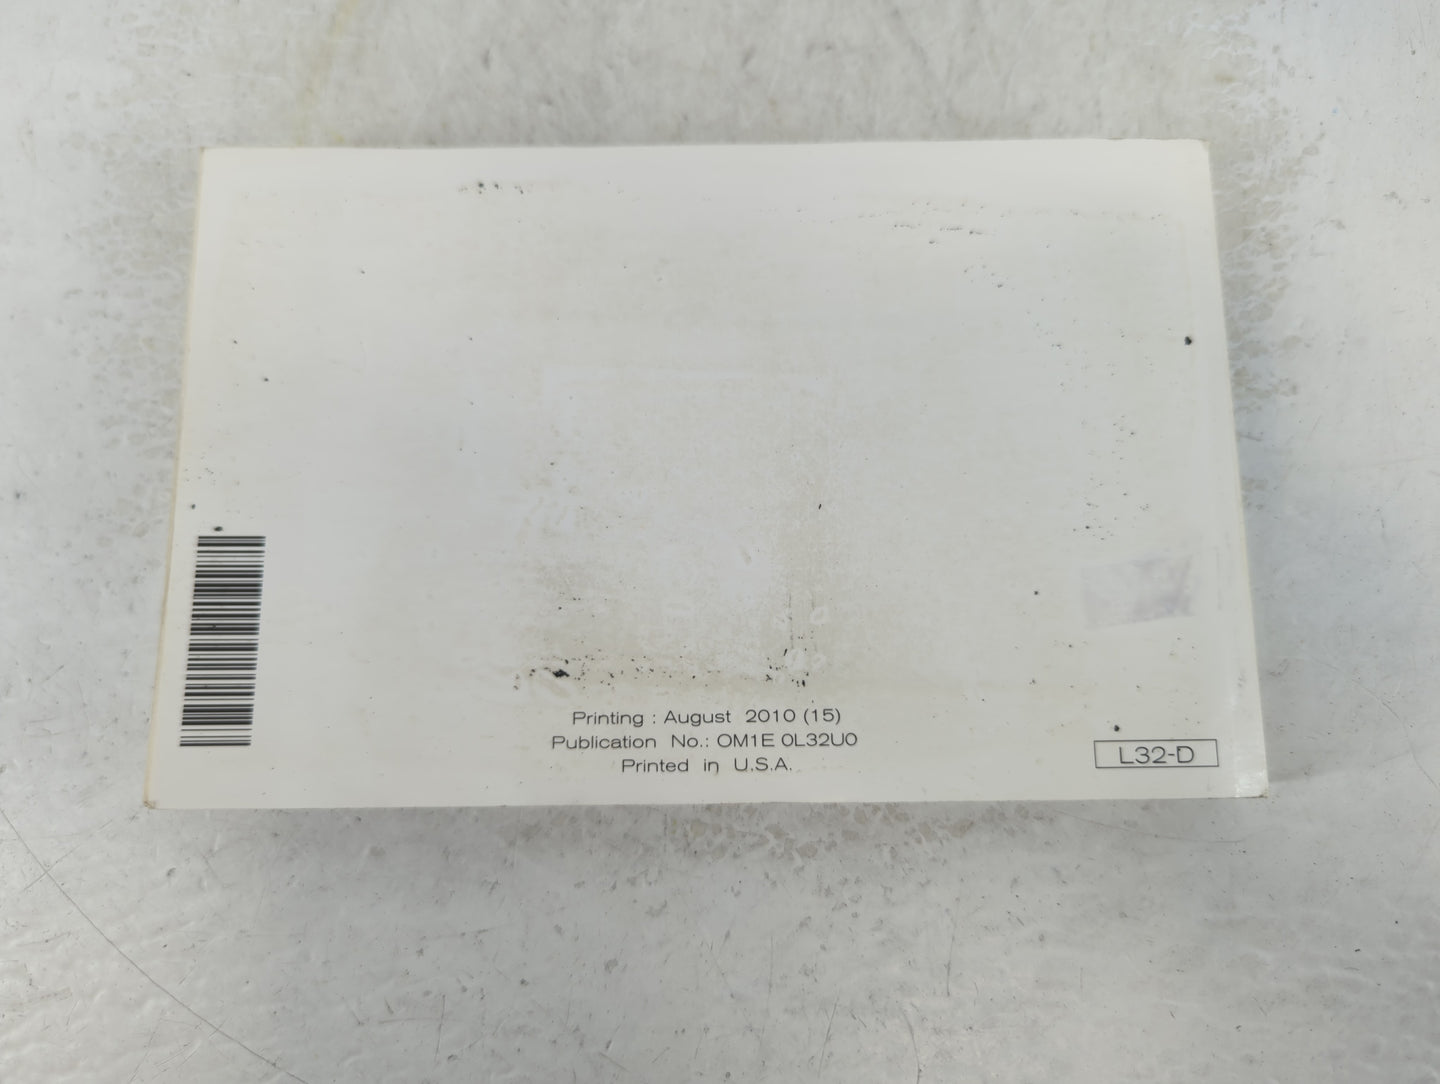 Printing : August 2010 (15)
Publication No.: OM1E 0L32U0
Printed in U.S.A.
L32-D